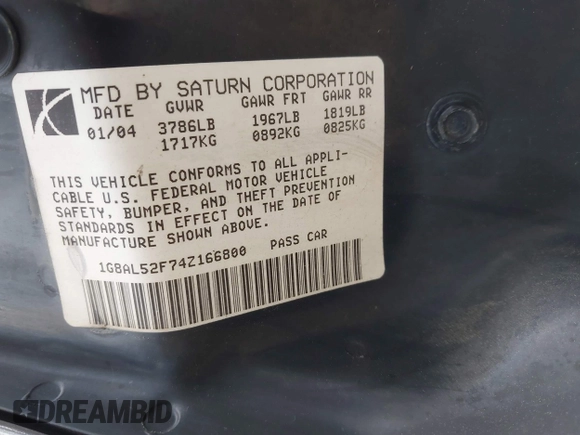 MFD BY SATURN CORPORATION
DATE GVWR GAWR FRT GAWR RR
01/04 3786LB 1967LB 1819LB
1717KG 0892KG 0825KG
THIS VEHICLE CONFORMS TO ALL APPLI-
CABLE U.S. FEDERAL MOTOR VEHICLE
SAFETY, BUMPER, AND THEFT PREVENTION
STANDARDS IN EFFECT ON THE DATE OF
MANUFACTURE SHOWN ABOVE.
1G8AL52F74Z166800 PASS CAR
DREAMBID